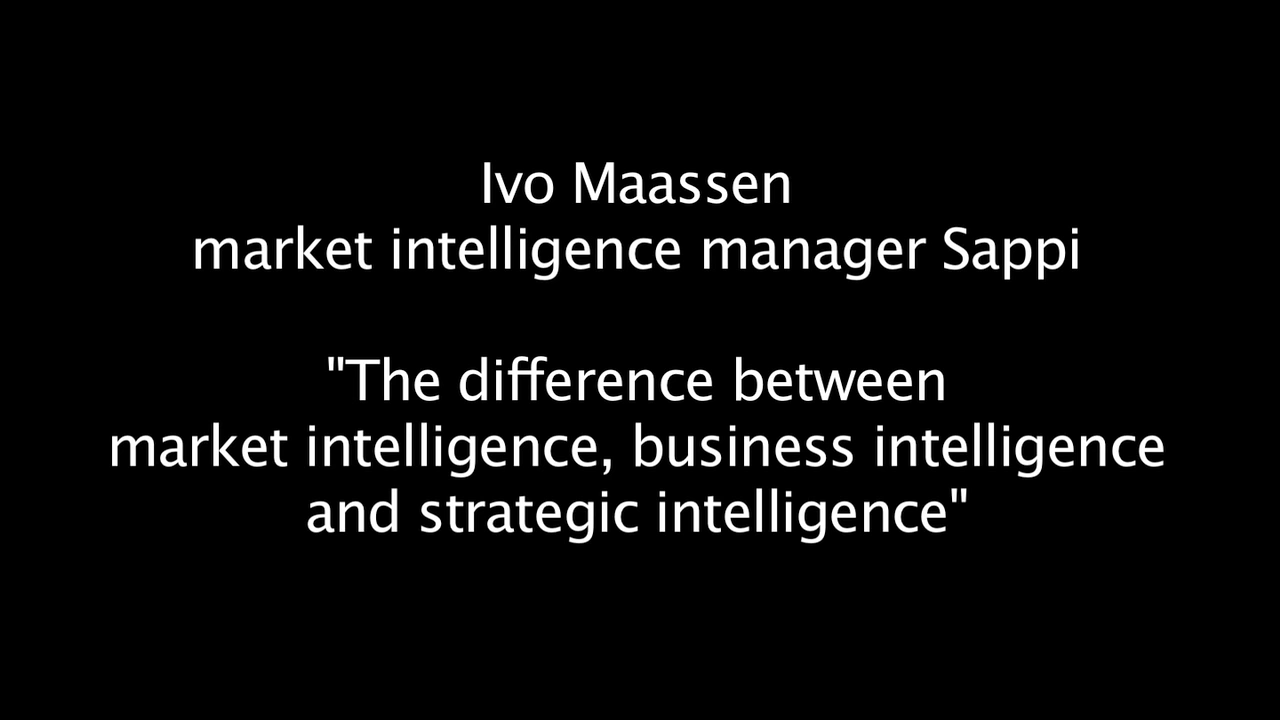 Ivo Maassen
market intelligence manager Sappi
"The difference between
market intelligence, business intelligence
and strategic intelligence"